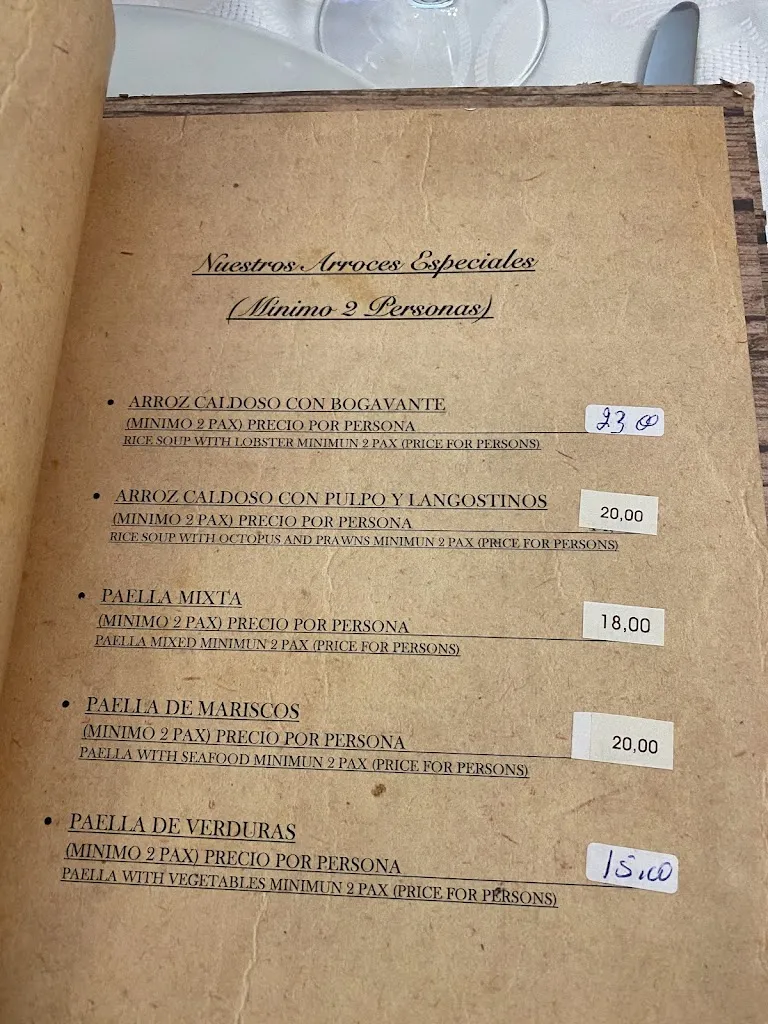 Nuestros Arroces Especiales
(Minimo 2 Personas)
• ARROZ CALDOSO CON BOGAVANTE
(MINIMO 2 PAX) PRECIO POR PERSONA 23,00
RICE SOUP WITH LOBSTER MINIMUN 2 PAX (PRICE FOR PERSONS)
• ARROZ CALDOSO CON PULPO Y LANGOSTINOS
(MINIMO 2 PAX) PRECIO POR PERSONA 20,00
RICE SOUP WITH OCTOPUS AND PRAWNS MINIMUN 2 PAX (PRICE FOR PERSONS)
• PAELLA MIXTA
(MINIMO 2 PAX) PRECIO POR PERSONA 18,00
PAELLA MIXED MINIMUN 2 PAX (PRICE FOR PERSONS)
• PAELLA DE MARISCOS
(MINIMO 2 PAX) PRECIO POR PERSONA 20,00
PAELLA WITH SEAFOOD MINIMUN 2 PAX (PRICE FOR PERSONS)
• PAELLA DE VERDURAS
(MINIMO 2 PAX) PRECIO POR PERSONA 15,00
PAELLA WITH VEGETABLES MINIMUN 2 PAX (PRICE FOR PERSONS)